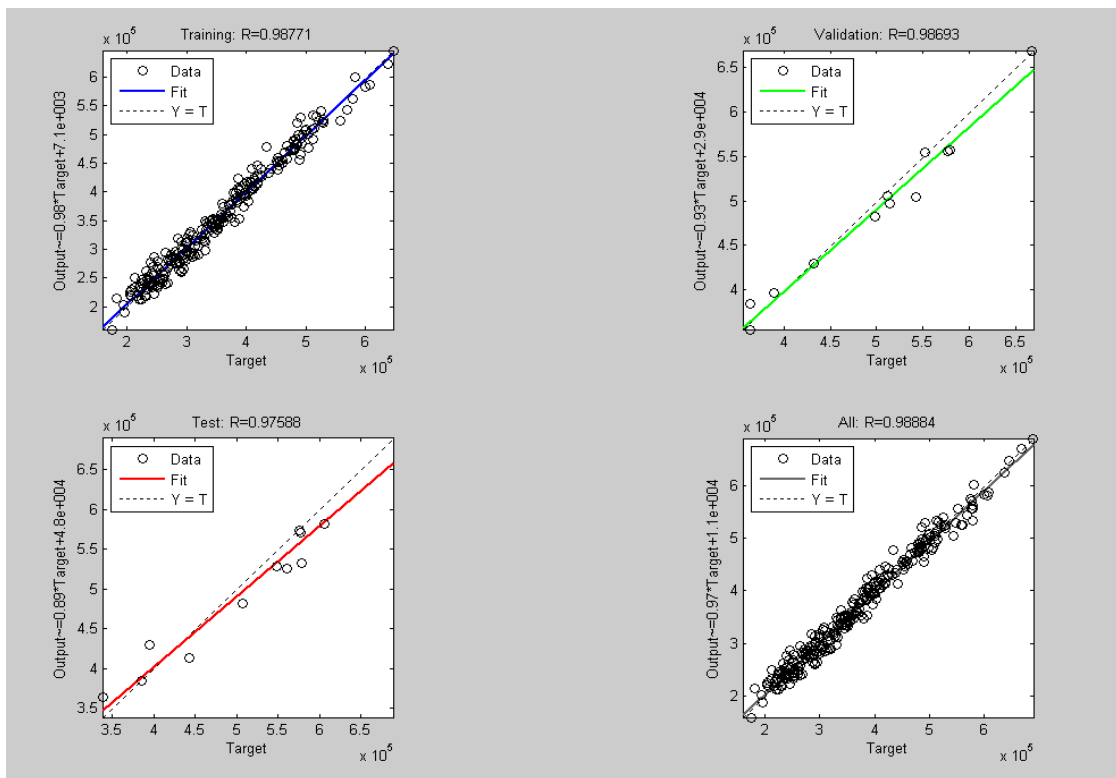 Training: R=0.98771
x 10^5
Data
Fit
Y = T
6
5.5
5
4.5
4
3.5
3
2.5
2
Output~=0.98*Target+7.1e+003
2 3 4 5 6
Target
x 10^5
Validation: R=0.98693
x 10^5
Data
Fit
Y = T
6.5
6
5.5
5
4.5
4
Output~=0.93*Target+2.9e+004
4 4.5 5 5.5 6 6.5
Target
x 10^5
Test: R=0.97588
x 10^5
Data
Fit
Y = T
6.5
6
5.5
5
4.5
4
3.5
Output~=0.89*Target+4.8e+004
3.5 4 4.5 5 5.5 6 6.5
Target
x 10^5
All: R=0.98884
x 10^5
Data
Fit
Y = T
6
5
4
3
2
Output~=0.97*Target+1.1e+004
2 3 4 5 6
Target
x 10^5